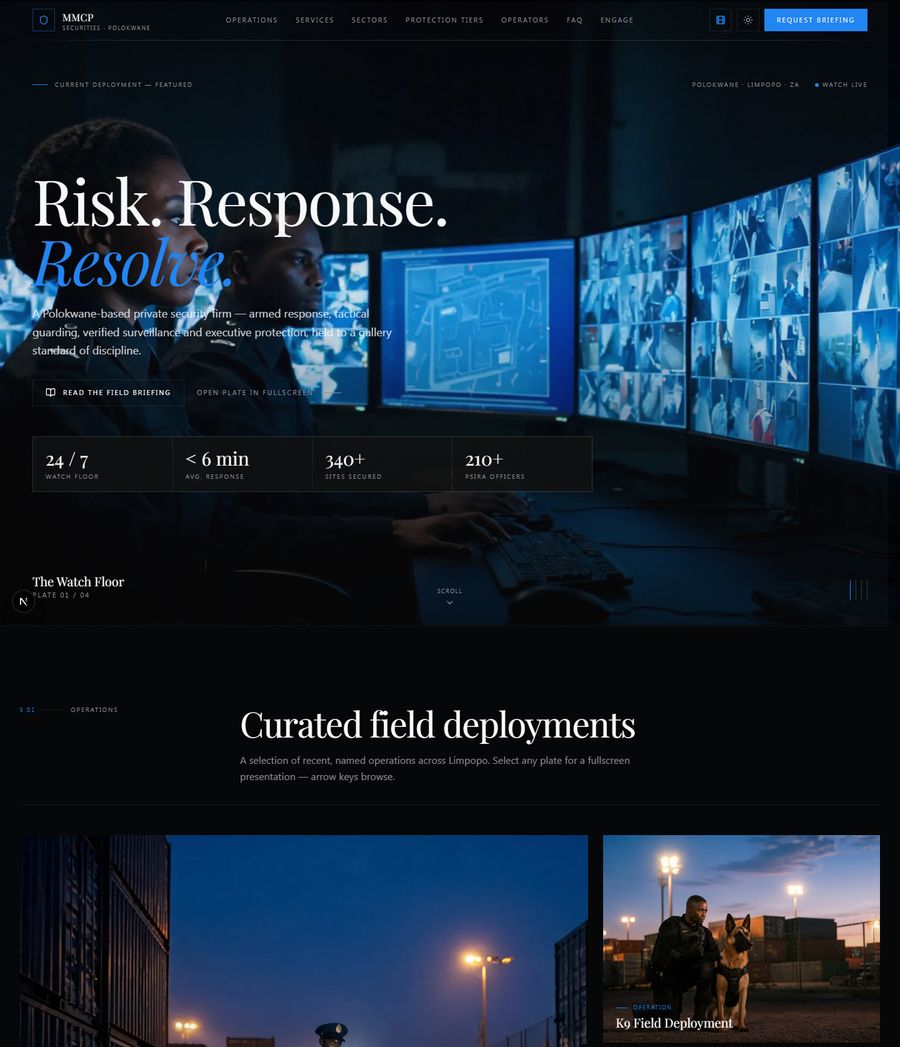 MMCP
SECURITIES · POLOKWANE
OPERATIONS SERVICES SECTORS PROTECTION TIERS OPERATORS FAQ ENGAGE
REQUEST BRIEFING
CURRENT DEPLOYMENT — FEATURED
POLOKWANE · LIMPOPO · ZA
WATCH LIVE
Risk. Response.
Resolve.
A Polokwane-based private security firm — armed response, tactical
guarding, verified surveillance and executive protection, held to a gallery
standard of discipline.
READ THE FIELD BRIEFING
OPEN PLATE IN FULLSCREEN
24 / 7
WATCH FLOOR
< 6 min
AVG. RESPONSE
340+
SITES SECURED
210+
PSIRA OFFICERS
The Watch Floor
PLATE 01 / 04
N
SCROLL
§ 01
OPERATIONS
Curated field deployments
A selection of recent, named operations across Limpopo. Select any plate for a fullscreen
presentation — arrow keys browse.
OPERATION
K9 Field Deployment